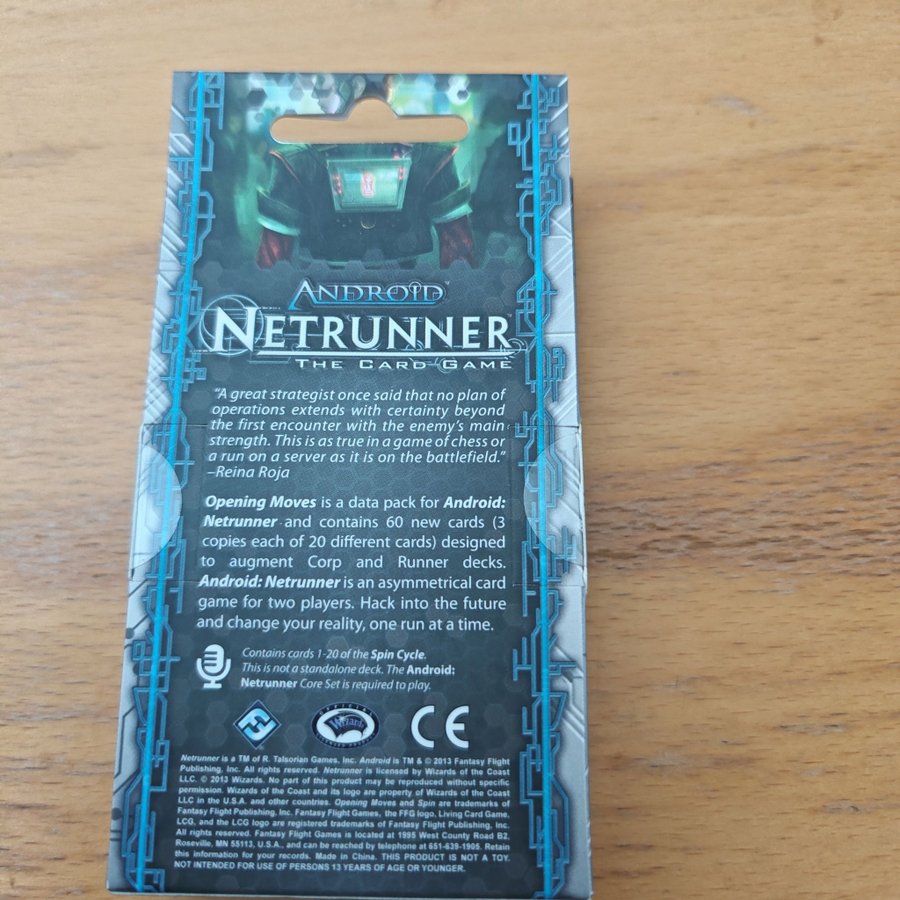 ANDROID
NETRUNNER
THE CARD GAME
“A great strategist once said that no plan of
operations extends with certainty beyond
the first encounter with the enemy's main
strength. This is as true in a game of chess or
a run on a server as it is on the battlefield.”
–Reina Roja
Opening Moves is a data pack for Android:
Netrunner and contains 60 new cards (3
copies each of 20 different cards) designed
to augment Corp and Runner decks.
Android: Netrunner is an asymmetrical card
game for two players. Hack into the future
and change your reality, one run at a time.
Contains cards 1-20 of the Spin Cycle.
This is not a standalone deck. The Android:
Netrunner Core Set is required to play.
OFFICIAL
Wizards
CE
Netrunner is a TM of R. Talsorian Games, Inc. Android is TM & © 2013 Fantasy Flight
Publishing, Inc. All rights reserved. Netrunner is licensed by Wizards of the Coast
LLC. © 2013 Wizards. No part of this product may be reproduced without specific
permission. Wizards of the Coast and its logo are property of Wizards of the Coast
LLC in the U.S.A. and other countries. Opening Moves and Spin are trademarks of
Fantasy Flight Publishing, Inc. Fantasy Flight Games, the FFG logo, Living Card Game,
LCG, and the LCG logo are registered trademarks of Fantasy Flight Publishing, Inc.
All rights reserved. Fantasy Flight Games is located at 1995 West County Road B2,
Roseville, MN 55113, U.S.A., and can be reached by telephone at 651-639-1905. Retain
this information for your records. Made in China. THIS PRODUCT IS NOT A TOY.
NOT INTENDED FOR USE OF PERSONS 13 YEARS OF AGE OR YOUNGER.